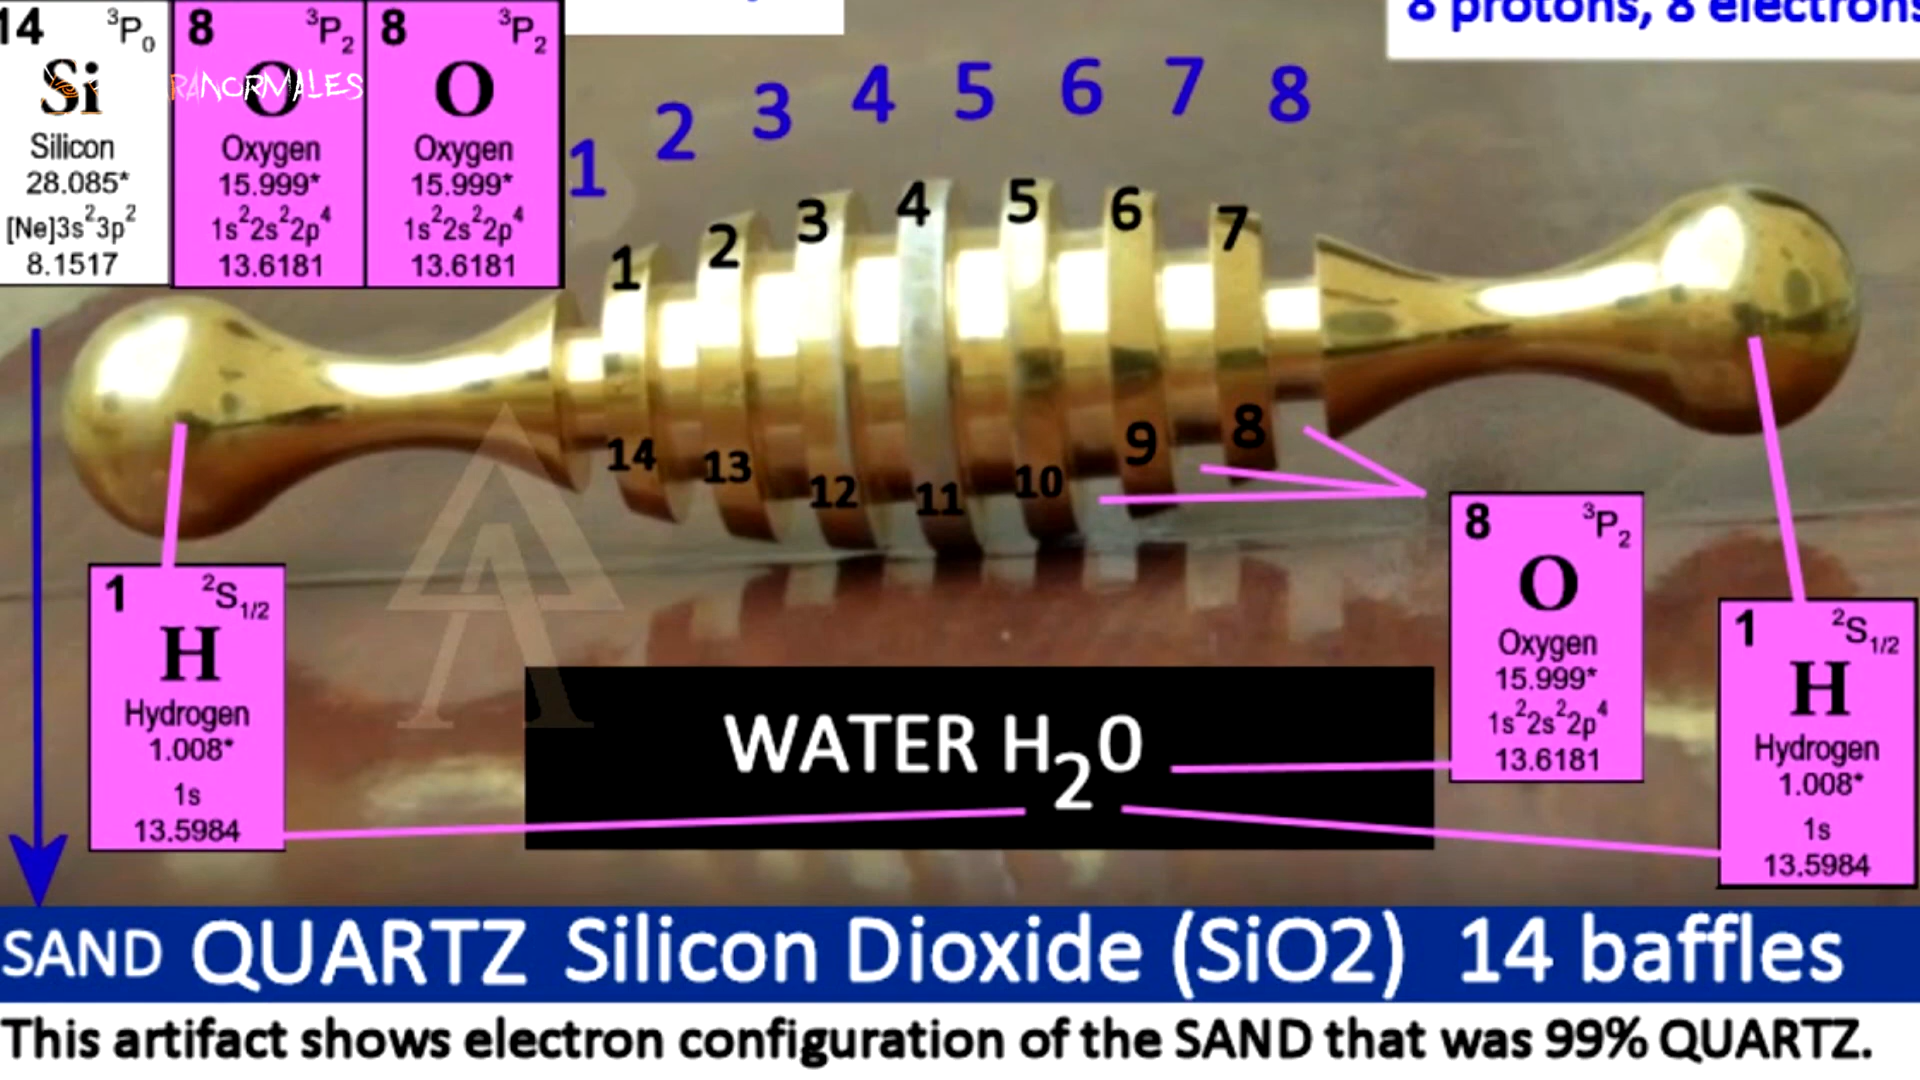 14 ³P₀
Si
Silicon
28.085*
[Ne]3s²3p²
8.1517
8 ³P₂
O
Oxygen
15.999*
1s²2s²2p⁴
13.6181
8 ³P₂
O
Oxygen
15.999*
1s²2s²2p⁴
13.6181
RANORMALES
8 protons, 8 electrons
1 2 3 4 5 6 7 8
1 2 3 4 5 6 7
14 13 12 11 10 9 8
1 ²S₁/₂
H
Hydrogen
1.008*
1s
13.5984
WATER H₂0
8 ³P₂
O
Oxygen
15.999*
1s²2s²2p⁴
13.6181
1 ²S₁/₂
H
Hydrogen
1.008*
1s
13.5984
SAND QUARTZ Silicon Dioxide (SiO2) 14 baffles
This artifact shows electron configuration of the SAND that was 99% QUARTZ.